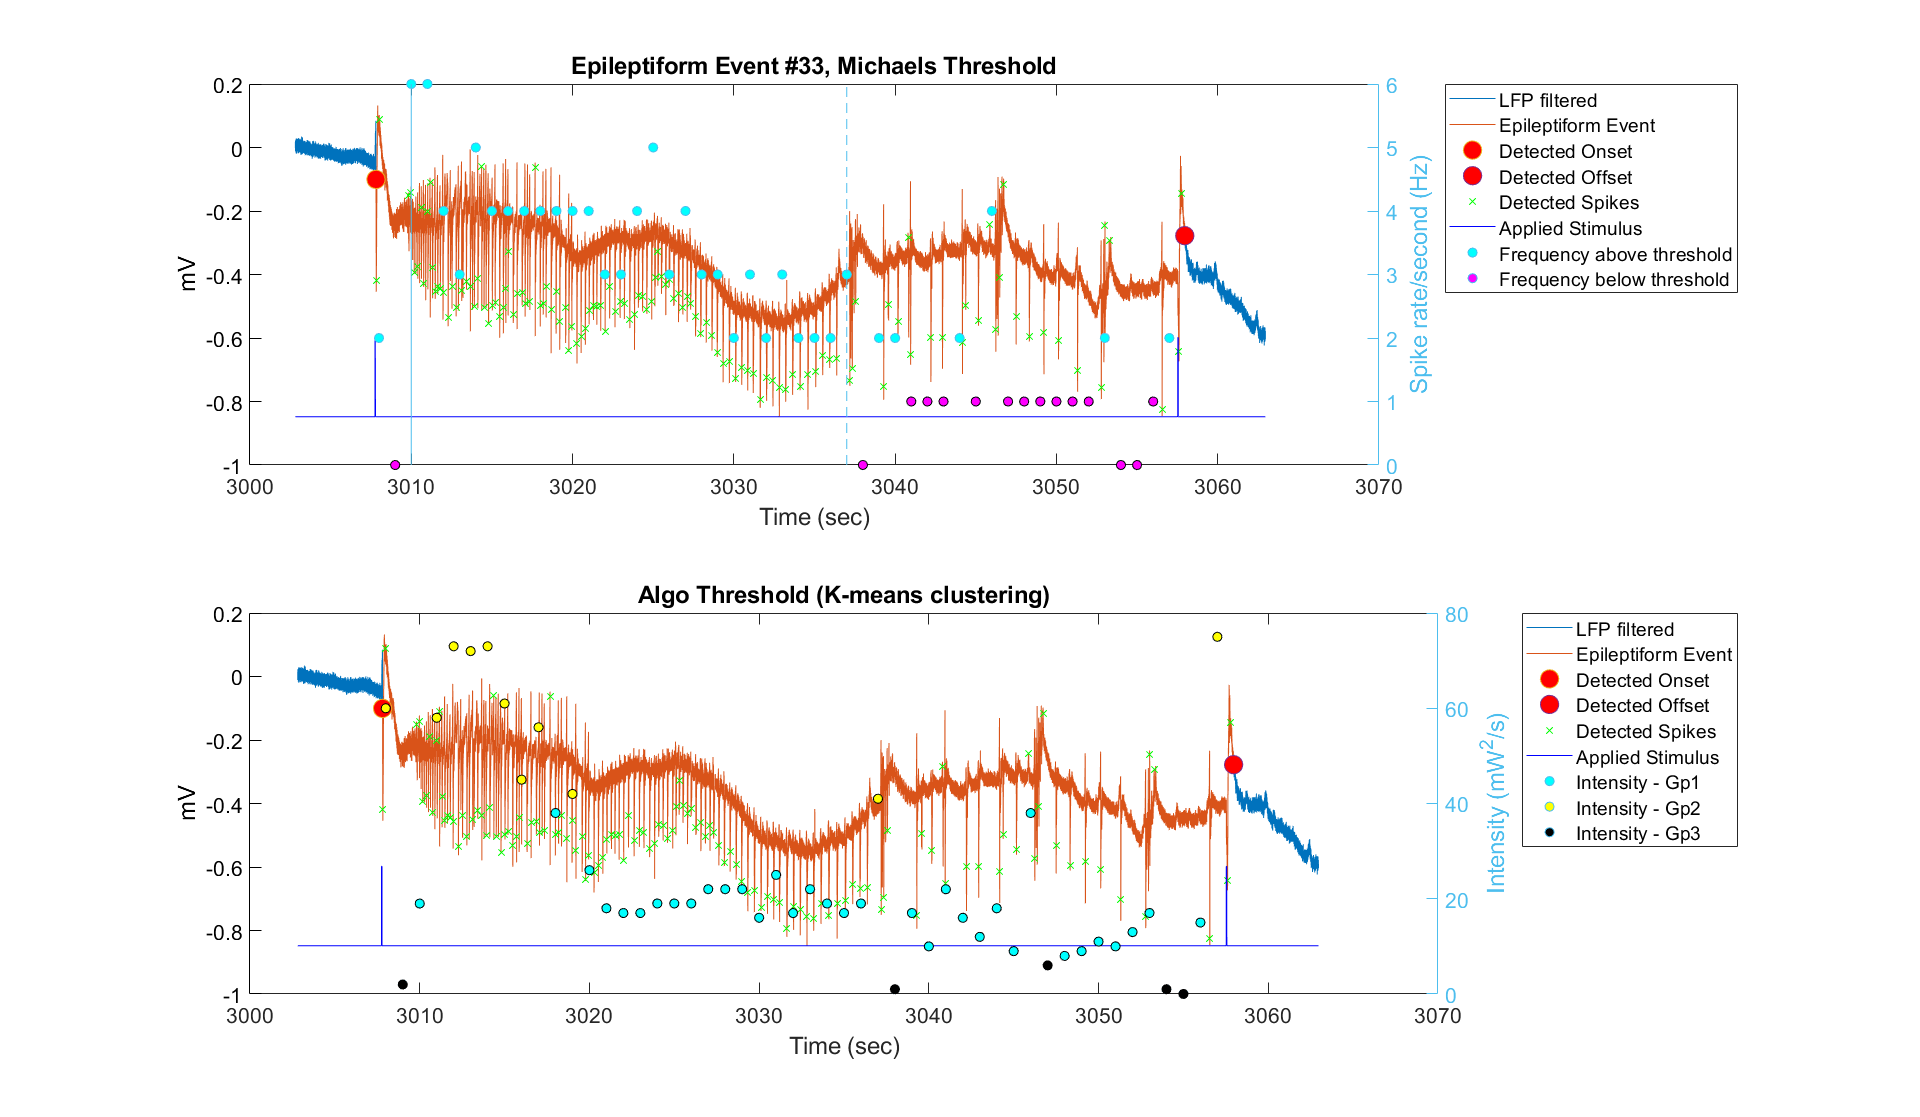 Epileptiform Event #33, Michaels Threshold
0.2
0
-0.2
-0.4
-0.6
-0.8
-1
mV
3000
3010
3020
3030
3040
3050
3060
3070
Time (sec)
6
5
4
3
2
1
0
Spike rate/second (Hz)
LFP filtered
Epileptiform Event
Detected Onset
Detected Offset
Detected Spikes
Applied Stimulus
Frequency above threshold
Frequency below threshold
Algo Threshold (K-means clustering)
0.2
0
-0.2
-0.4
-0.6
-0.8
-1
mV
3000
3010
3020
3030
3040
3050
3060
3070
Time (sec)
80
60
40
20
0
Intensity (mW²/s)
LFP filtered
Epileptiform Event
Detected Onset
Detected Offset
Detected Spikes
Applied Stimulus
Intensity - Gp1
Intensity - Gp2
Intensity - Gp3